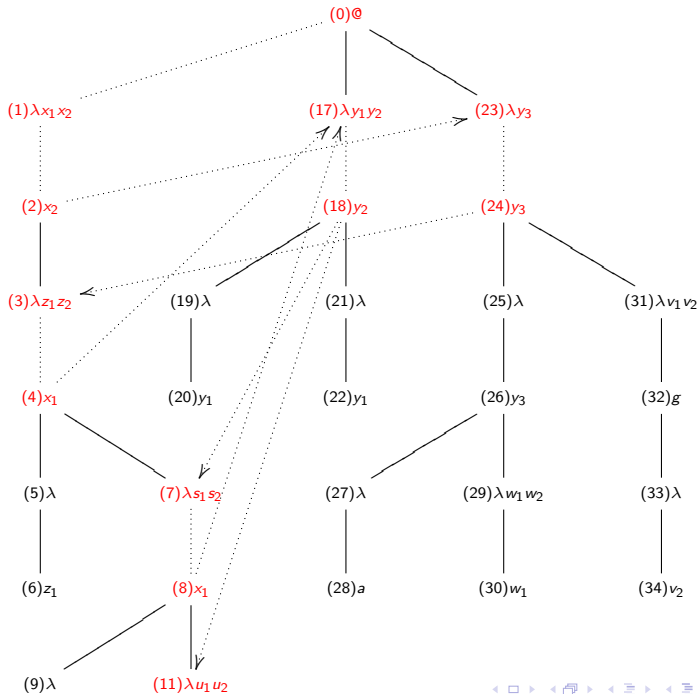 (0)@
(1)λx₁x₂ (17)λy₁y₂ (23)λy₃
(2)x₂ (18)y₂ (24)y₃
(3)λz₁z₂ (19)λ (21)λ (25)λ (31)λv₁v₂
(4)x₁ (20)y₁ (22)y₁ (26)y₃ (32)g
(5)λ (7)λs₁s₂ (27)λ (29)λw₁w₂ (33)λ
(6)z₁ (8)x₁ (28)a (30)w₁ (34)v₂
(9)λ (11)λu₁u₂